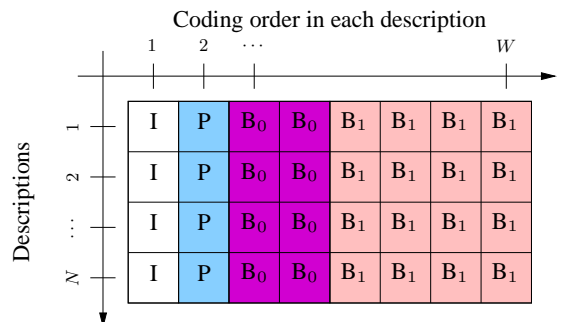 Coding order in each description
1 2 ⋯ W
Descriptions
1 I P B₀ B₀ B₁ B₁ B₁ B₁
2 I P B₀ B₀ B₁ B₁ B₁ B₁
⋯ I P B₀ B₀ B₁ B₁ B₁ B₁
N I P B₀ B₀ B₁ B₁ B₁ B₁